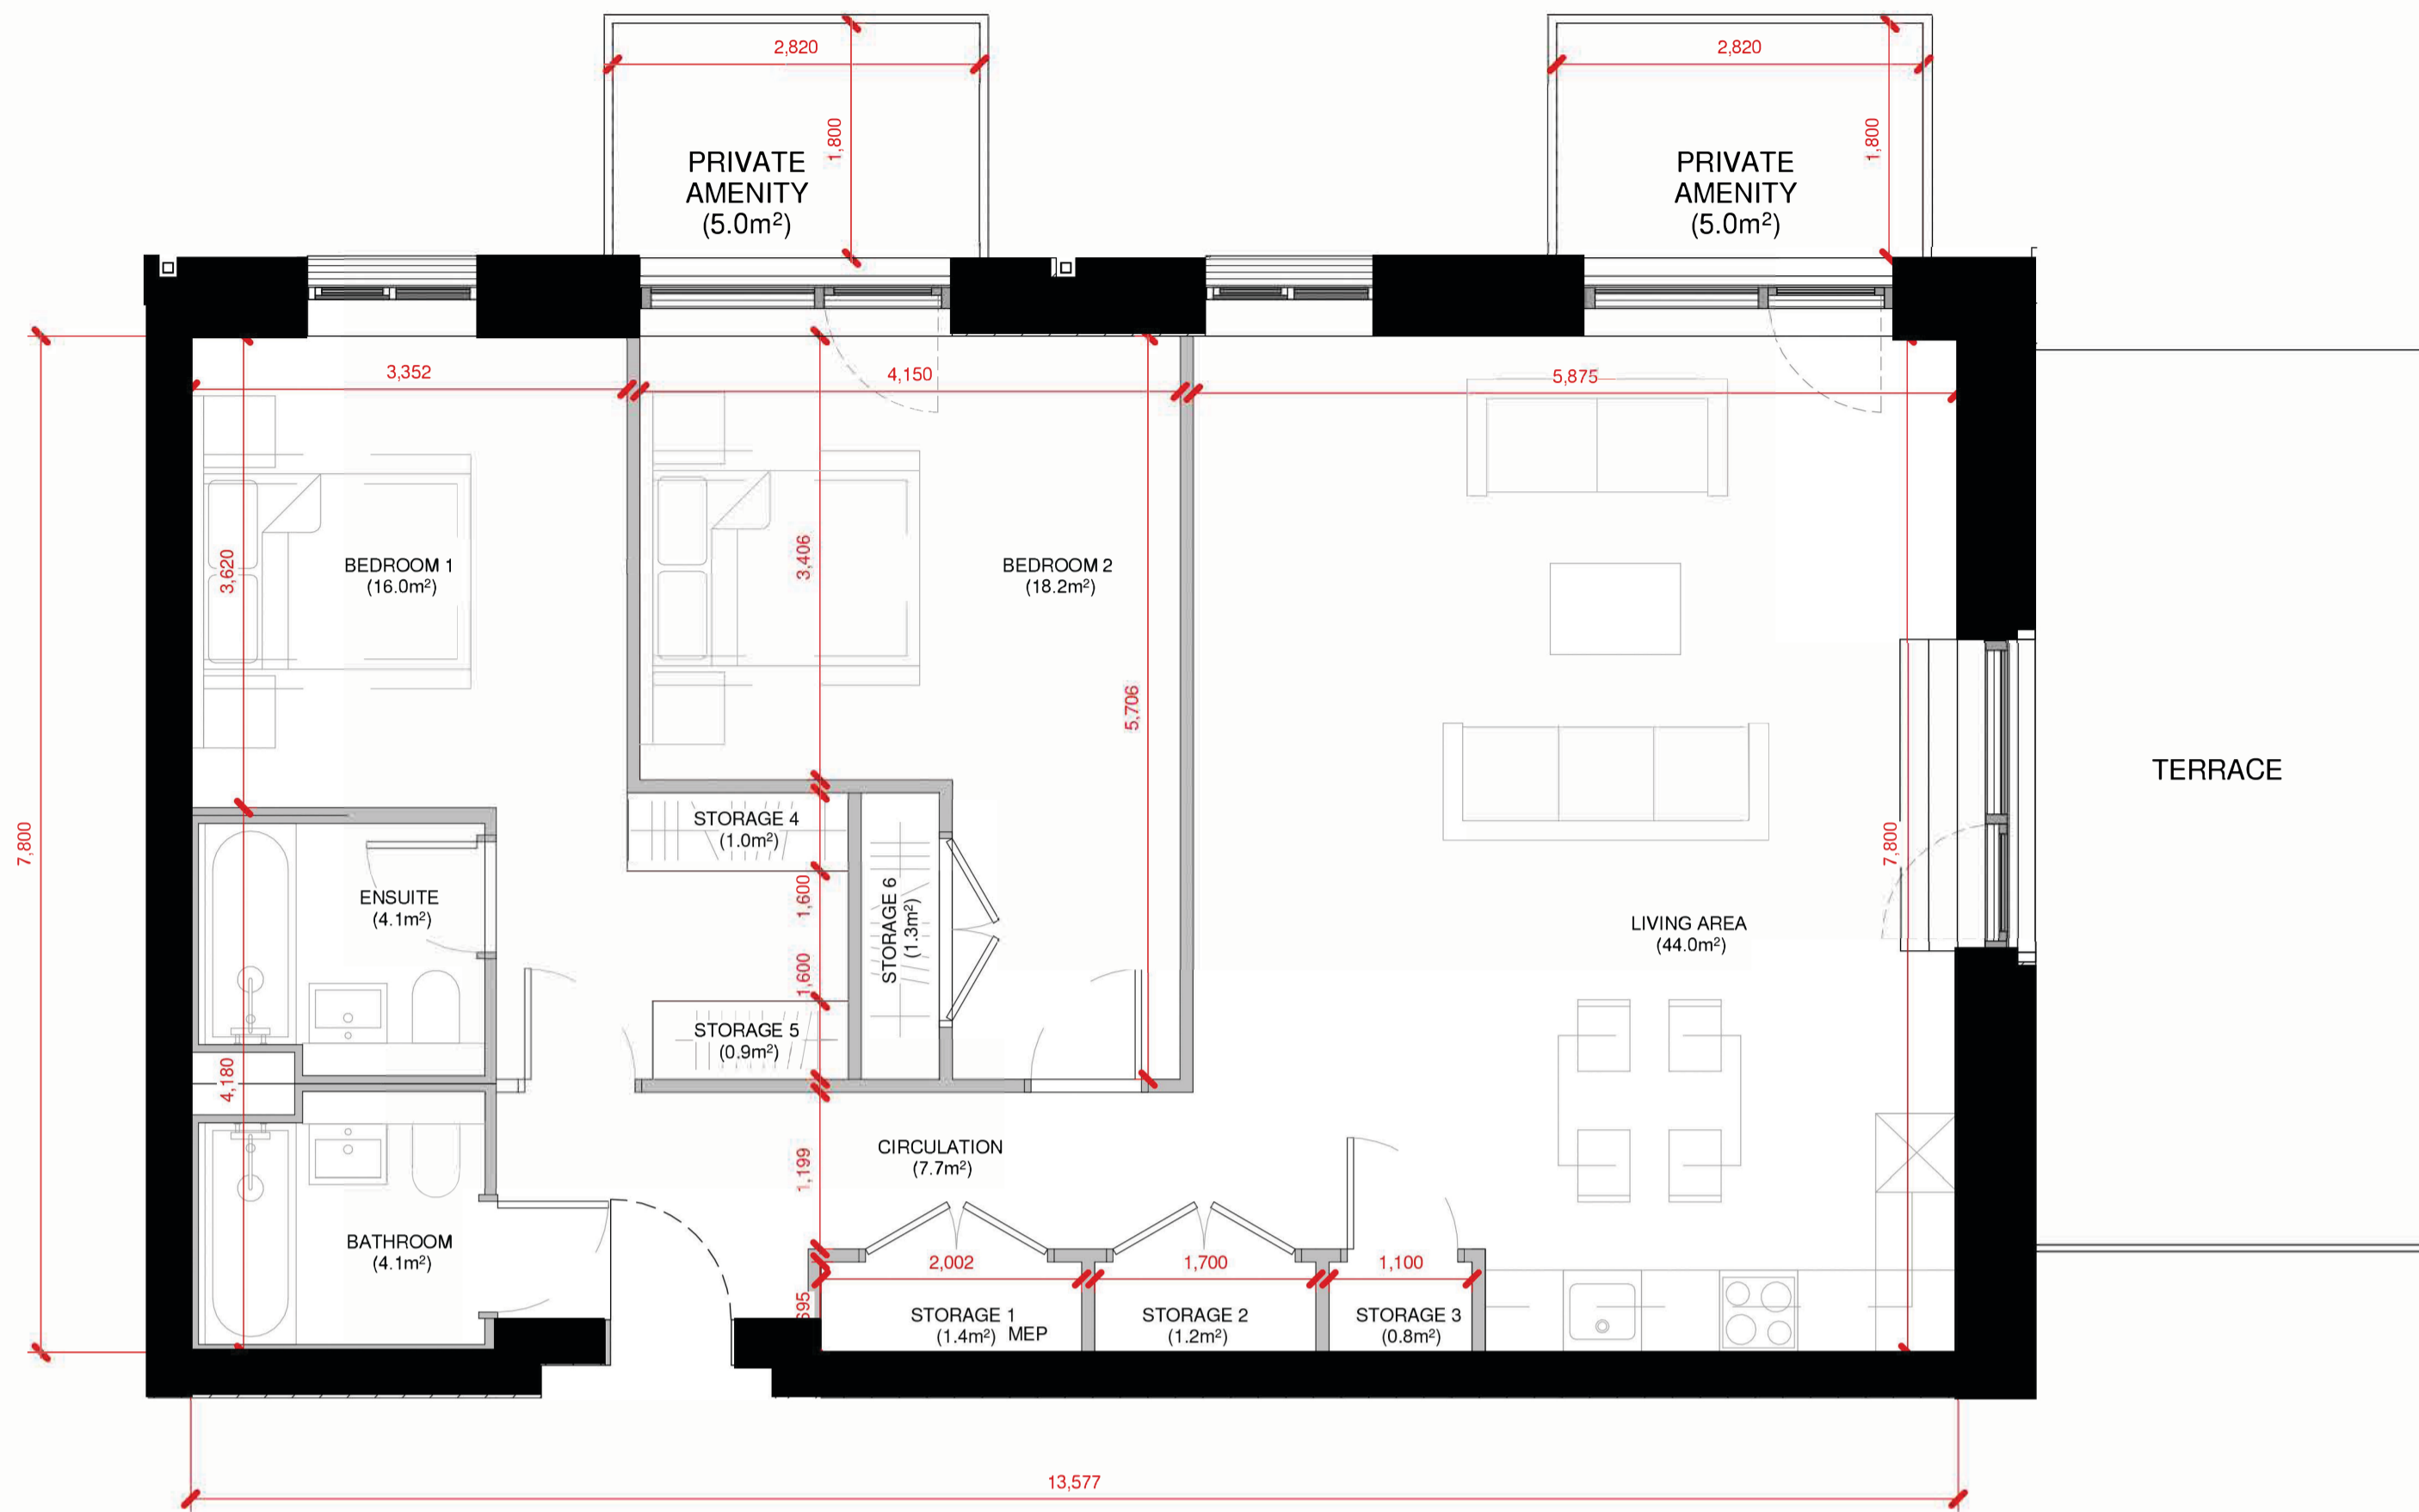 2,820
2,820
1,800
1,800
PRIVATE
AMENITY
(5.0m²)
PRIVATE
AMENITY
(5.0m²)
3,352
4,150
5,875
3,620
BEDROOM 1
(16.0m²)
3,406
BEDROOM 2
(18.2m²)
5,706
TERRACE
7,800
STORAGE 4
(1.0m²)
7,800
ENSUITE
(4.1m²)
1,600
STORAGE 6
(1.3m²)
LIVING AREA
(44.0m²)
1,600
STORAGE 5
(0.9m²)
4,180
CIRCULATION
(7.7m²)
1,199
BATHROOM
(4.1m²)
2,002
1,700
1,100
695
STORAGE 1
(1.4m²) MEP
STORAGE 2
(1.2m²)
STORAGE 3
(0.8m²)
13,577